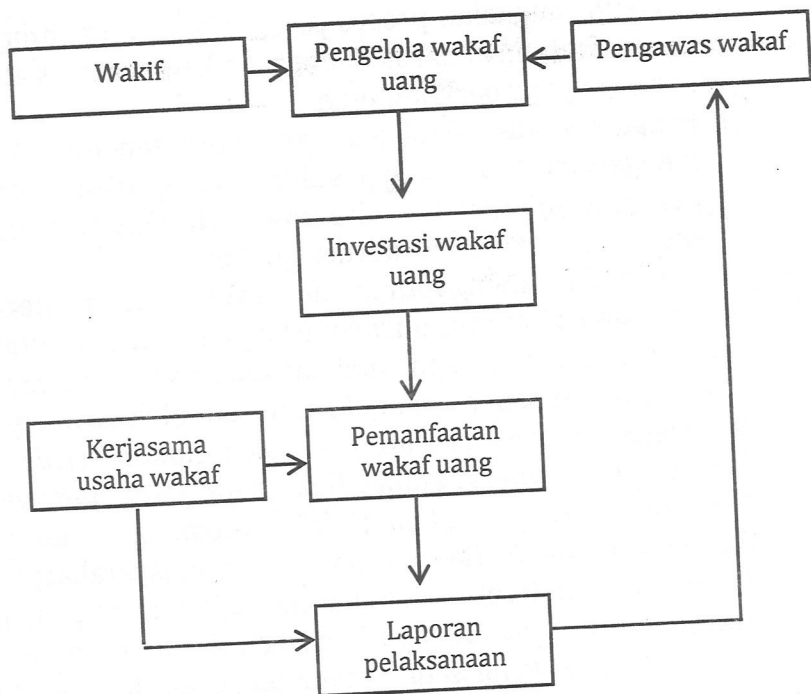 Wakif
Pengelola wakaf
uang
Pengawas wakaf
Investasi wakaf
uang
Kerjasama
usaha wakaf
Pemanfaatan
wakaf uang
Laporan
pelaksanaan